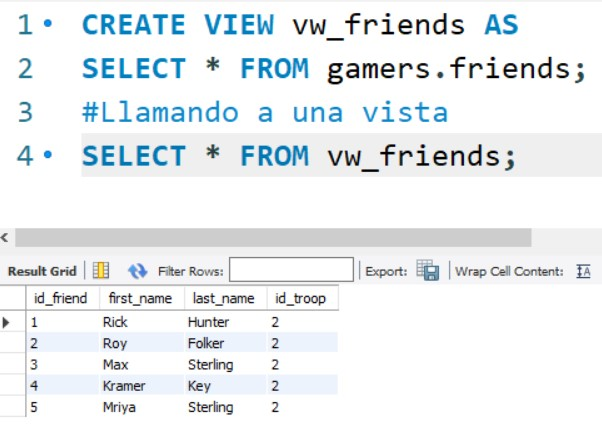 1 CREATE VIEW vw_friends AS
2 SELECT * FROM gamers.friends;
3 #Llamando a una vista
4 SELECT * FROM vw_friends;
Result Grid Filter Rows: Export: Wrap Cell Content:
id_friend first_name last_name id_troop
1 Rick Hunter 2
2 Roy Folker 2
3 Max Sterling 2
4 Kramer Key 2
5 Mriya Sterling 2